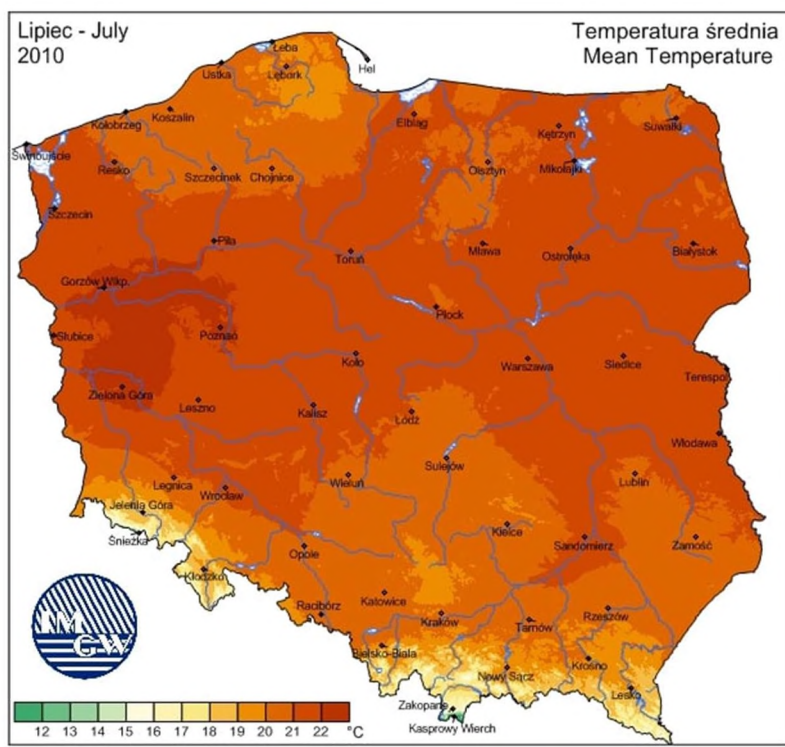 Lipiec - July
2010
Temperatura średnia
Mean Temperature
Łeba
Hel
Ustka
Lębork
Koszalin
Kołobrzeg
Elbląg
Kętrzyn
Suwałki
Świnoujście
Resko
Szczecinek
Chojnice
Olsztyn
Mikołajki
Szczecin
Piła
Toruń
Mława
Ostrołęka
Białystok
Gorzów Wlkp.
Płock
Słubice
Poznań
Koło
Warszawa
Siedlce
Terespol
Zielona Góra
Leszno
Kalisz
Łódź
Włodawa
Legnica
Wrocław
Wieluń
Sulejów
Lublin
Jelenia Góra
Śnieżka
Opole
Kielce
Sandomierz
Zamość
Kłodzko
Racibórz
Katowice
Kraków
Tarnów
Rzeszów
Bielsko-Biala
Nowy Sącz
Krosno
Lesko
Zakopane
Kasprowy Wierch
IM
GW
12 13 14 15 16 17 18 19 20 21 22 °C